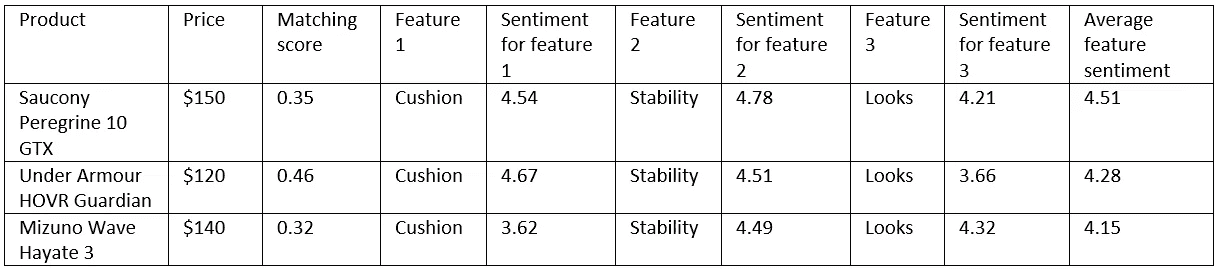 Product Price Matching score Feature 1 Sentiment for feature 1 Feature 2 Sentiment for feature 2 Feature 3 Sentiment for feature 3 Average feature sentiment
Saucony Peregrine 10 GTX $150 0.35 Cushion 4.54 Stability 4.78 Looks 4.21 4.51
Under Armour HOVR Guardian $120 0.46 Cushion 4.67 Stability 4.51 Looks 3.66 4.28
Mizuno Wave Hayate 3 $140 0.32 Cushion 3.62 Stability 4.49 Looks 4.32 4.15